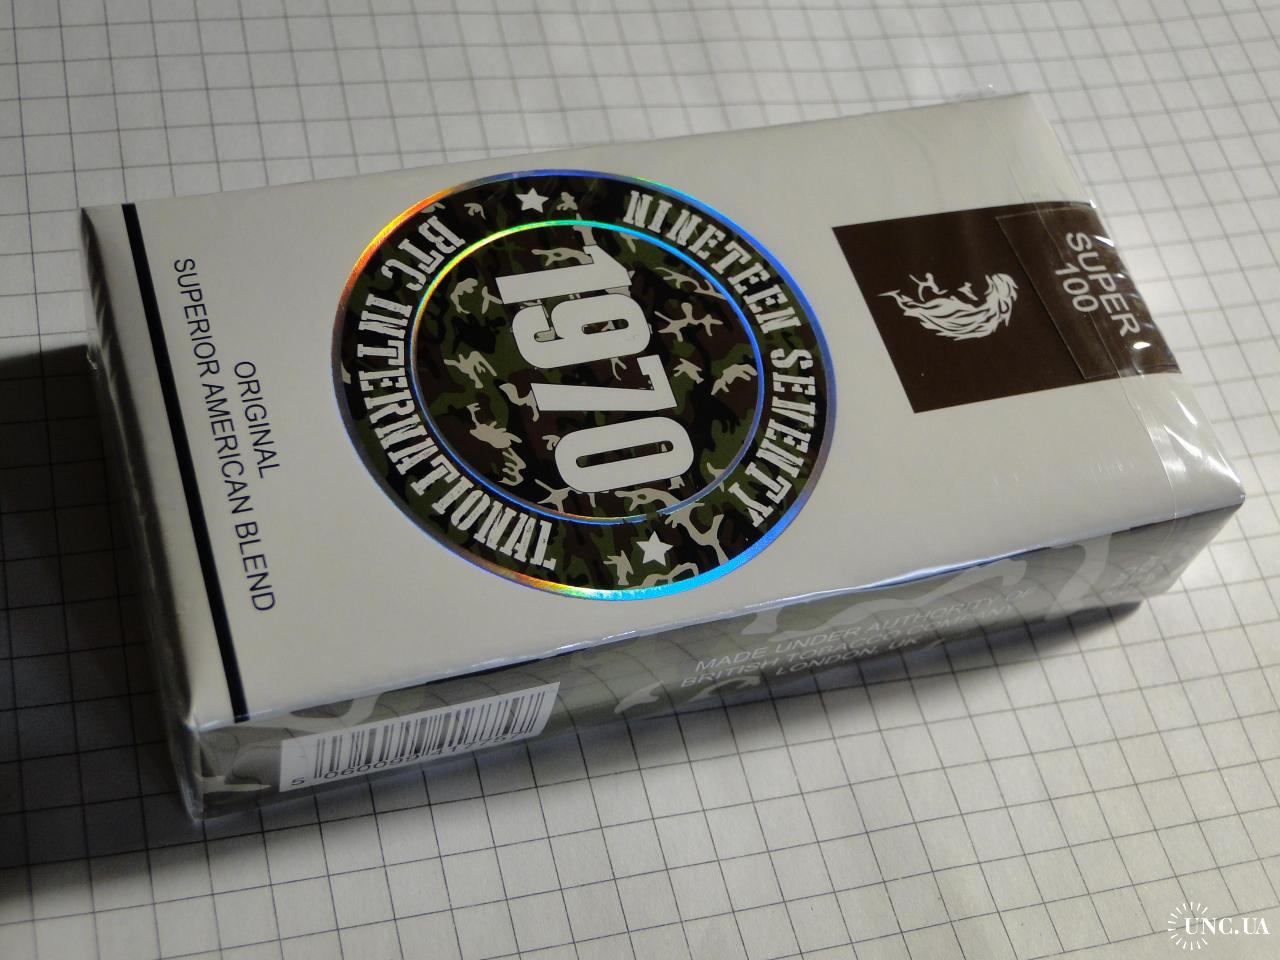 SUPER
100
NINETEEN SEVENTY
1970
BTC INTERNATIONAL
ORIGINAL
SUPERIOR AMERICAN BLEND
MADE UNDER AUTHORITY OF
BRITISH TOBACCO COMPANY
LONDON, UK
UNC.UA